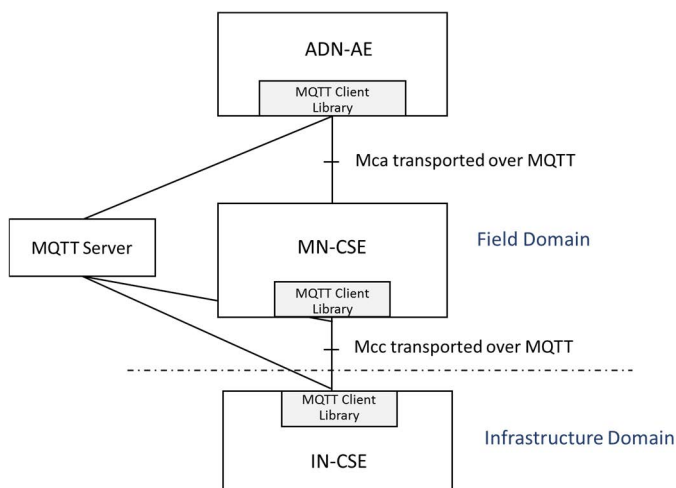 ADN-AE
MQTT Client
Library
Mca transported over MQTT
MQTT Server
MN-CSE
Field Domain
MQTT Client
Library
Mcc transported over MQTT
MQTT Client
Library
Infrastructure Domain
IN-CSE